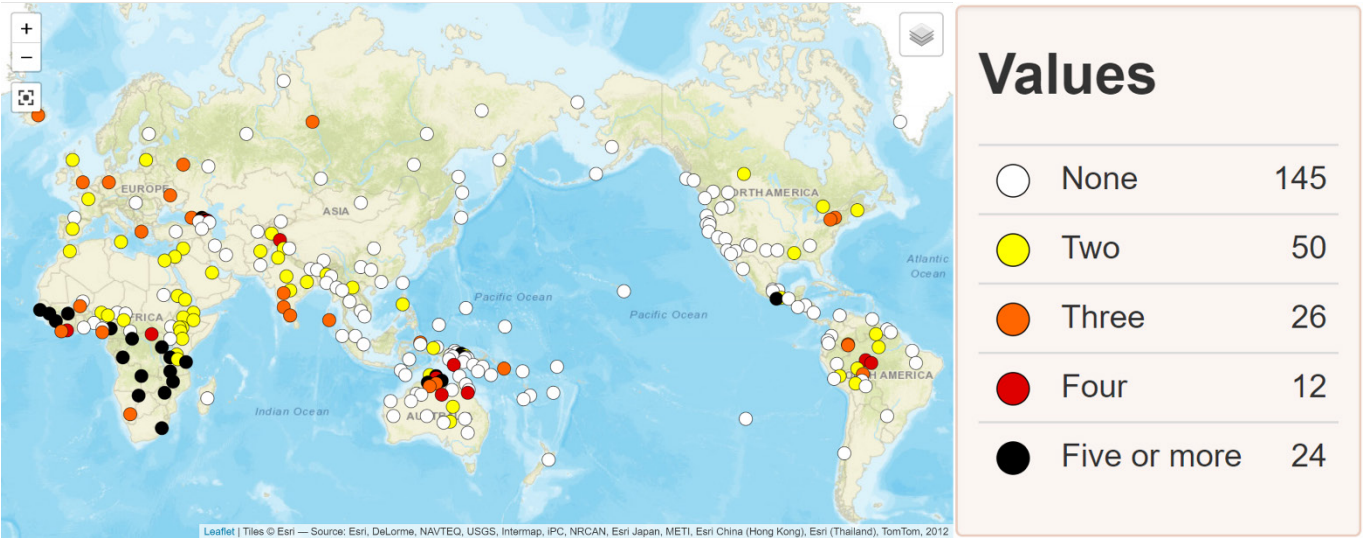 +
−
EUROPE
ASIA
AFRICA
NORTH AMERICA
Atlantic
Ocean
Pacific Ocean
Pacific Ocean
Indian Ocean
SOUTH AMERICA
Leaflet | Tiles © Esri — Source: Esri, DeLorme, NAVTEQ, USGS, Intermap, iPC, NRCAN, Esri Japan, METI, Esri China (Hong Kong), Esri (Thailand), TomTom, 2012
Values
None 145
Two 50
Three 26
Four 12
Five or more 24